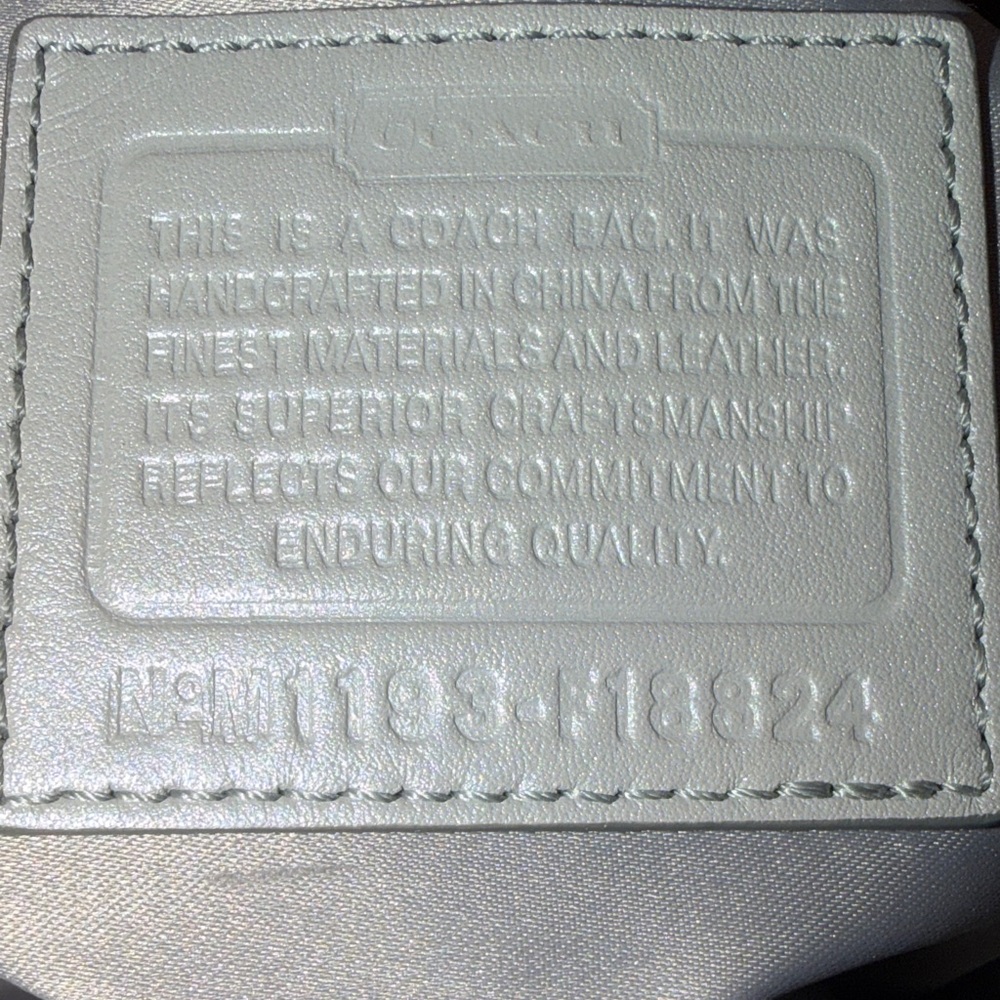 COACH
THIS IS A COACH BAG. IT WAS
HANDCRAFTED IN CHINA FROM THE
FINEST MATERIALS AND LEATHER.
ITS SUPERIOR CRAFTSMANSHIP
REFLECTS OUR COMMITMENT TO
ENDURING QUALITY.
Nº M1193-F18824